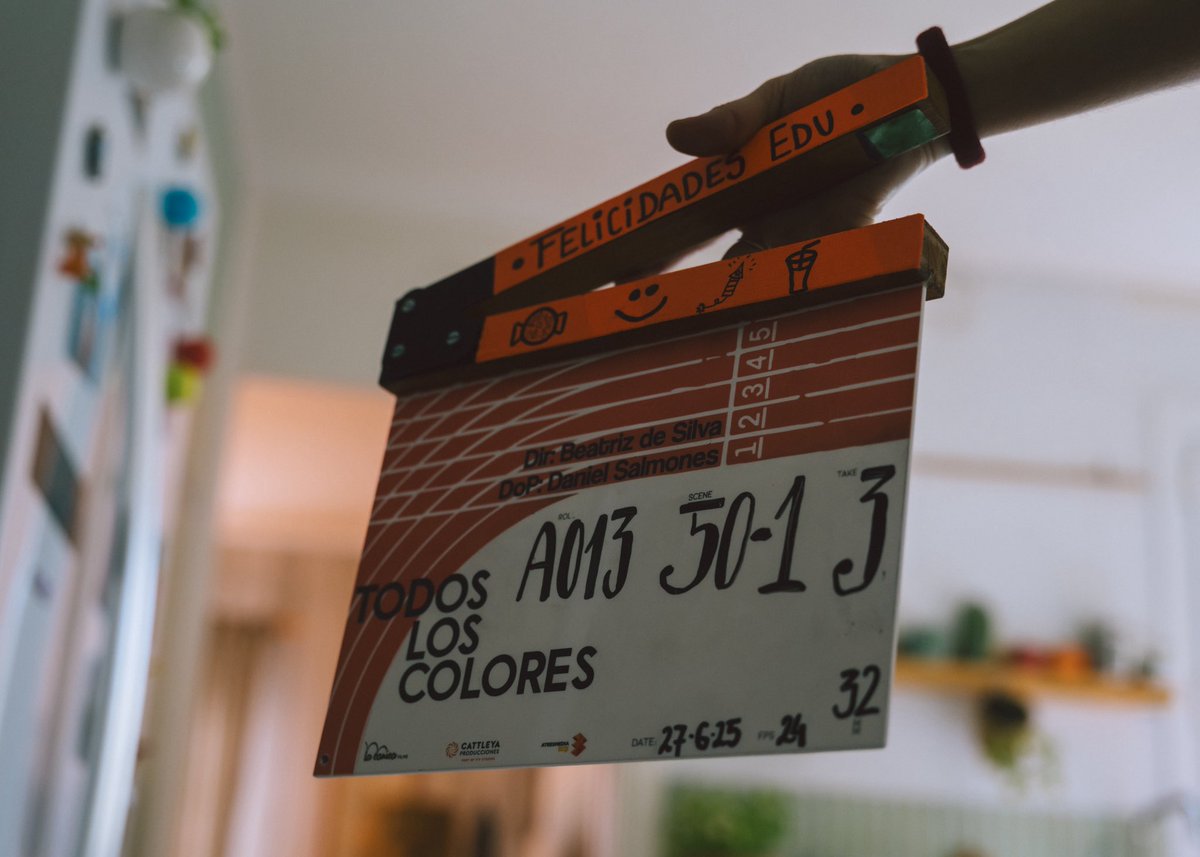 • FELICIDADES EDU •
5
4
3
2
1
Dir: Beatriz de Silva
DoP: Daniel Salmones
ROL SCENE TAKE
A013 50-1 3
TODOS
LOS
COLORES
32
CATTLEYA
PRODUCCIONES
ATRESMEDIA
DATE: 27-6-25 FPS 24